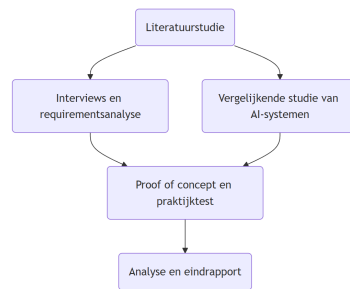 Literatuurstudie
Interviews en
requirementsanalyse
Vergelijkende studie van
AI-systemen
Proof of concept en
praktijktest
Analyse en eindrapport